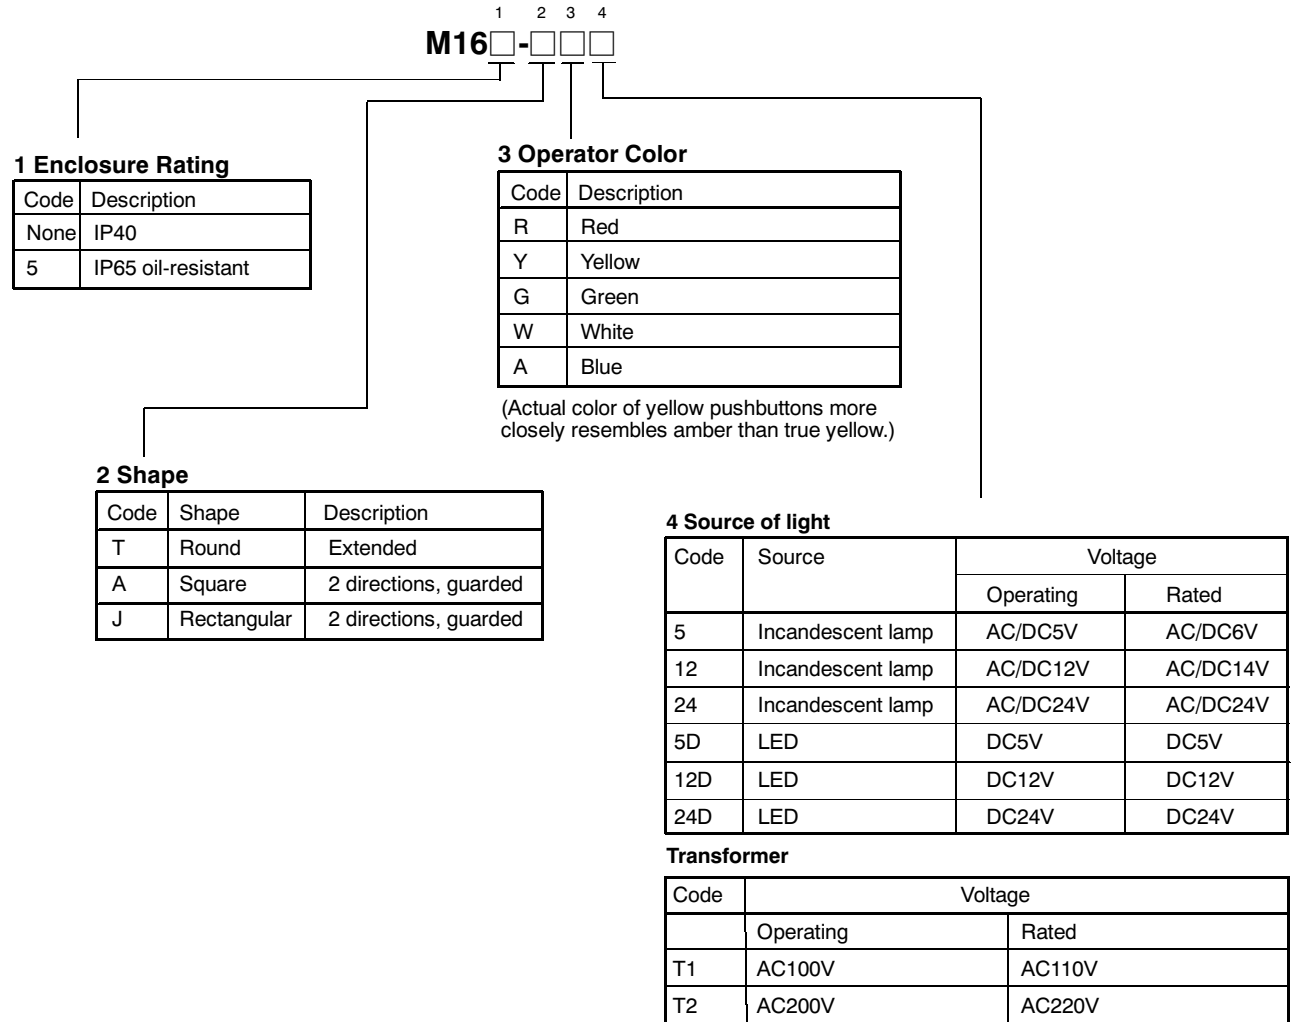 1 2 3 4
M16□-□□□
1 Enclosure Rating
Code Description
None IP40
5 IP65 oil-resistant
3 Operator Color
Code Description
R Red
Y Yellow
G Green
W White
A Blue
(Actual color of yellow pushbuttons more
closely resembles amber than true yellow.)
2 Shape
Code Shape Description
T Round Extended
A Square 2 directions, guarded
J Rectangular 2 directions, guarded
4 Source of light
Code Source Voltage
Operating Rated
5 Incandescent lamp AC/DC5V AC/DC6V
12 Incandescent lamp AC/DC12V AC/DC14V
24 Incandescent lamp AC/DC24V AC/DC24V
5D LED DC5V DC5V
12D LED DC12V DC12V
24D LED DC24V DC24V
Transformer
Code Voltage
Operating Rated
T1 AC100V AC110V
T2 AC200V AC220V